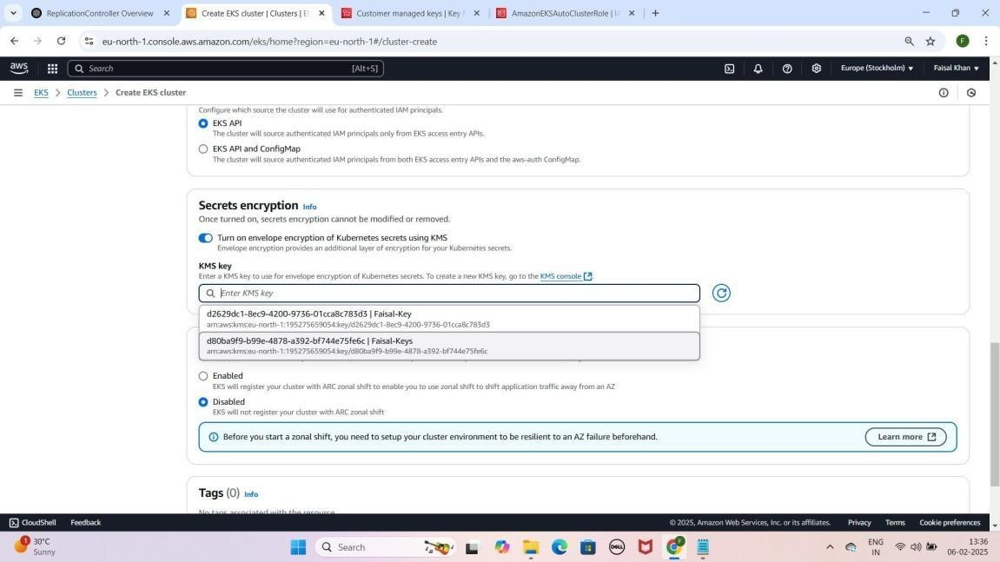 ReplicationController Overview
Create EKS cluster | Clusters | El
Customer managed keys | Key M
AmazonEKSAutoClusterRole | IA
eu-north-1.console.aws.amazon.com/eks/home?region=eu-north-1#/cluster-create
F
aws
Search
[Alt+S]
Europe (Stockholm)
Faisal Khan
EKS
Clusters
Create EKS cluster
Configure which source the cluster will use for authenticated IAM principals.
EKS API
The cluster will source authenticated IAM principals only from EKS access entry APIs.
EKS API and ConfigMap
The cluster will source authenticated IAM principals from both EKS access entry APIs and the aws-auth ConfigMap.
Secrets encryption Info
Once turned on, secrets encryption cannot be modified or removed.
Turn on envelope encryption of Kubernetes secrets using KMS
Envelope encryption provides an additional layer of encryption for your Kubernetes secrets.
KMS key
Enter a KMS key to use for envelope encryption of Kubernetes secrets. To create a new KMS key, go to the KMS console
Enter KMS key
d2629dc1-8ec9-4200-9736-01cca8c783d3 | Faisal-Key
arn:aws:kms:eu-north-1:195275659054:key/d2629dc1-8ec9-4200-9736-01cca8c783d3
d80ba9f9-b99e-4878-a392-bf744e75fe6c | Faisal-Keys
arn:aws:kms:eu-north-1:195275659054:key/d80ba9f9-b99e-4878-a392-bf744e75fe6c
Enabled
EKS will register your cluster with ARC zonal shift to enable you to use zonal shift to shift application traffic away from an AZ
Disabled
EKS will not register your cluster with ARC zonal shift
Before you start a zonal shift, you need to setup your cluster environment to be resilient to an AZ failure beforehand.
Learn more
Tags (0) Info
No tags associated with the resource.
CloudShell
Feedback
© 2025, Amazon Web Services, Inc. or its affiliates.
Privacy
Terms
Cookie preferences
1
30°C
Sunny
Search
DELL
F
ENG
IN
13:36
06-02-2025